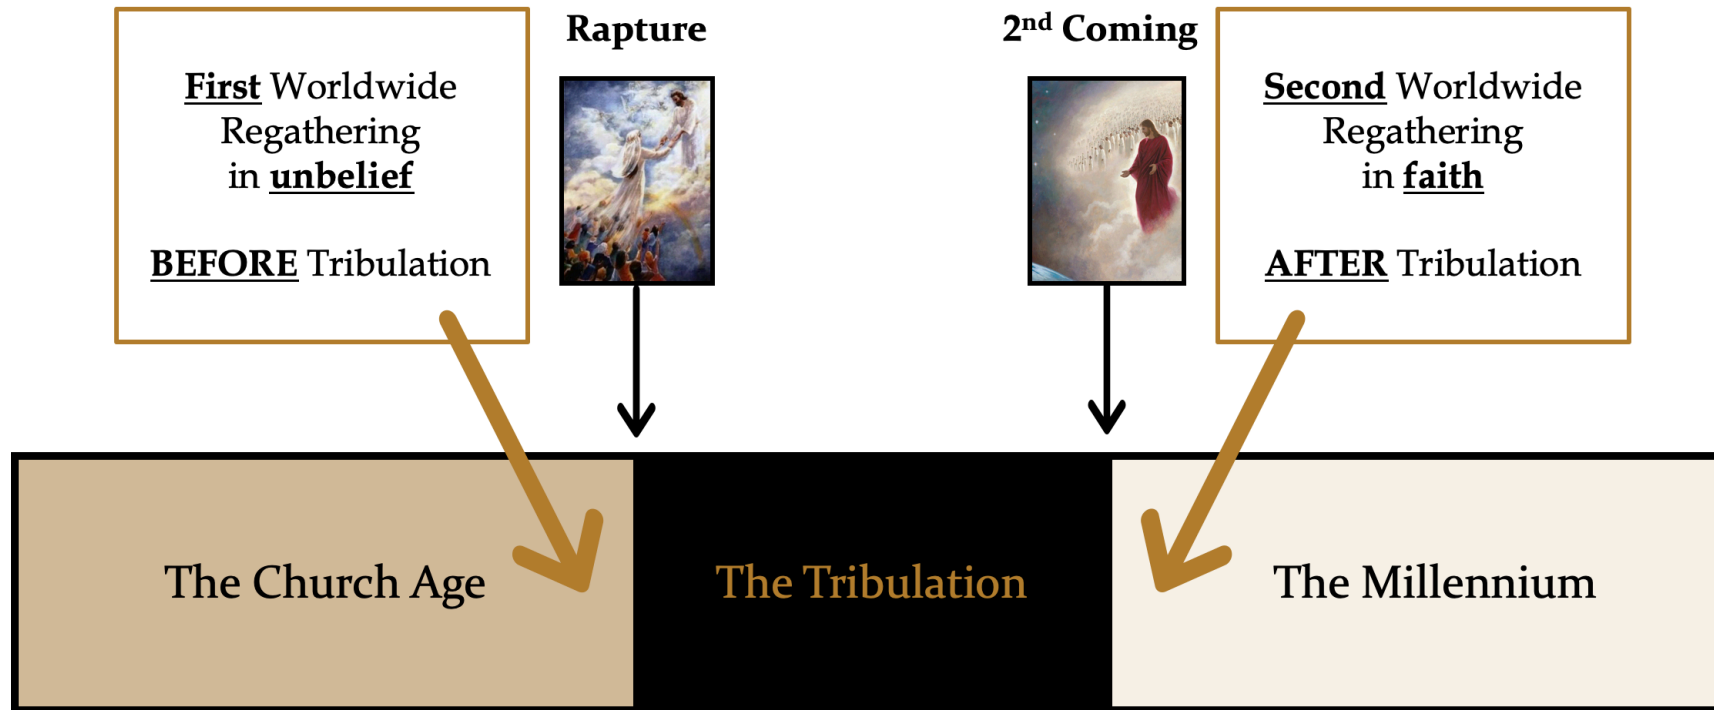 First Worldwide
Regathering
in unbelief
BEFORE Tribulation
Rapture
2nd Coming
Second Worldwide
Regathering
in faith
AFTER Tribulation
The Church Age
The Tribulation
The Millennium